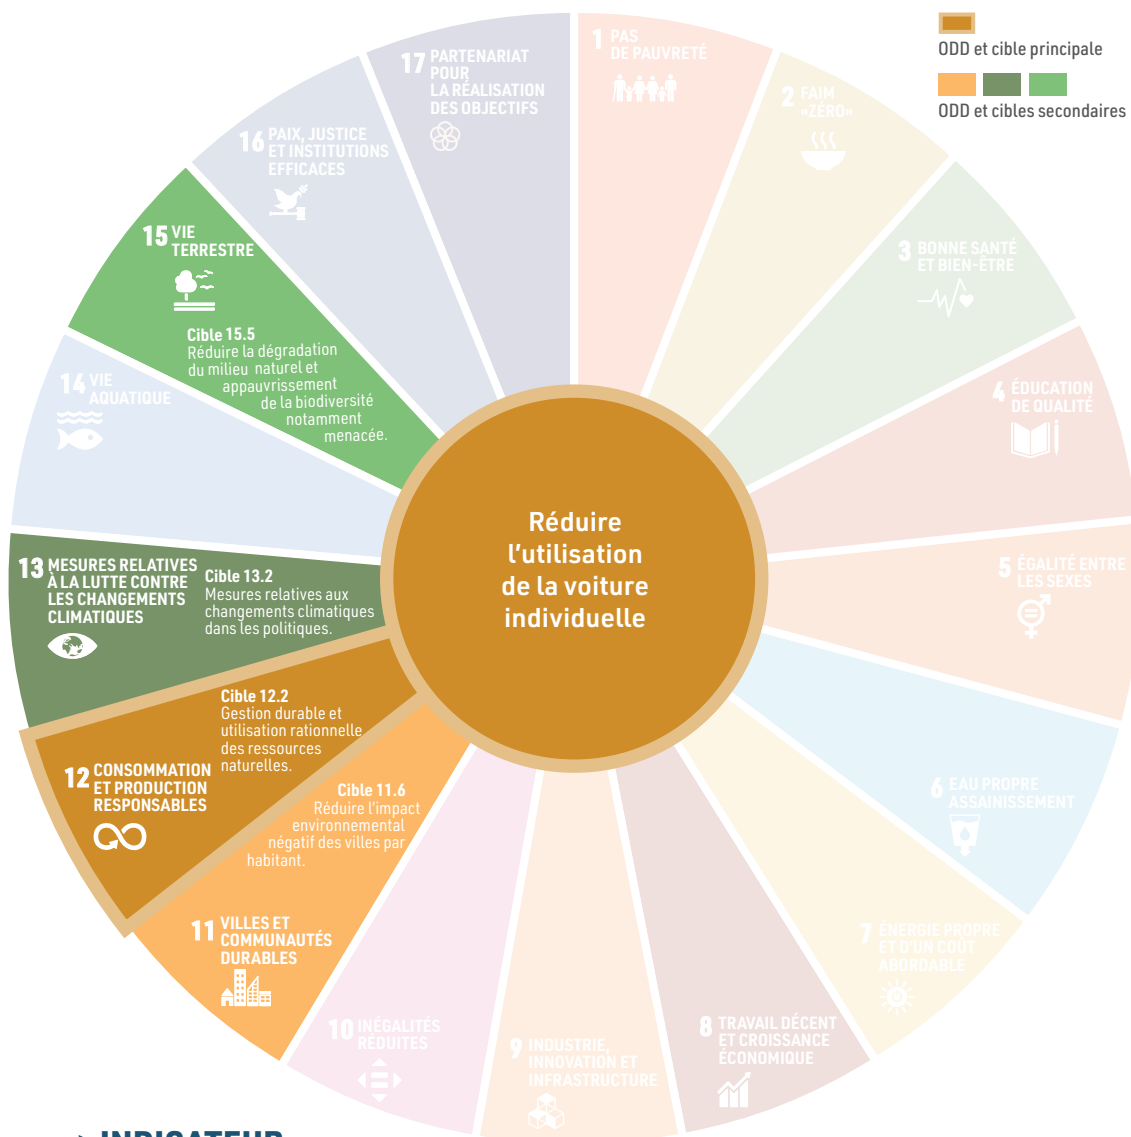 ODD et cible principale
ODD et cibles secondaires
1 PAS
DE PAUVRETÉ
2 FAIM
«ZÉRO»
3 BONNE SANTÉ
ET BIEN-ÊTRE
4 ÉDUCATION
DE QUALITÉ
5 ÉGALITÉ ENTRE
LES SEXES
6 EAU PROPRE
ASSAINISSEMENT
7 ÉNERGIE PROPRE
ET D'UN COÛT
ABORDABLE
8 TRAVAIL DÉCENT
ET CROISSANCE
ÉCONOMIQUE
9 INDUSTRIE,
INNOVATION ET
INFRASTRUCTURE
10 INÉGALITÉS
RÉDUITES
11 VILLES ET
COMMUNAUTÉS
DURABLES
Cible 11.6
Réduire l'impact
environnemental
négatif des villes par
habitant.
12 CONSOMMATION
ET PRODUCTION
RESPONSABLES
Cible 12.2
Gestion durable et
utilisation rationnelle
des ressources
naturelles.
13 MESURES RELATIVES
À LA LUTTE CONTRE
LES CHANGEMENTS
CLIMATIQUES
Cible 13.2
Mesures relatives aux
changements climatiques
dans les politiques.
14 VIE
AQUATIQUE
15 VIE
TERRESTRE
Cible 15.5
Réduire la dégradation
du milieu naturel et
appauvrissement
de la biodiversité
notamment
menacée.
16 PAIX, JUSTICE
ET INSTITUTIONS
EFFICACES
17 PARTENARIAT
POUR
LA RÉALISATION
DES OBJECTIFS
Réduire
l'utilisation
de la voiture
individuelle
INDICATEUR